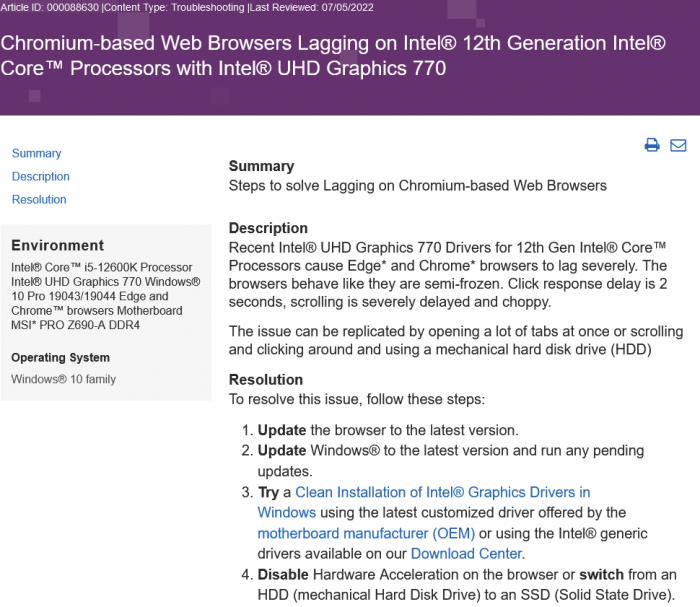 Article ID: 000088630 |Content Type: Troubleshooting |Last Reviewed: 07/05/2022
Chromium-based Web Browsers Lagging on Intel® 12th Generation Intel®
Core™ Processors with Intel® UHD Graphics 770
Summary
Description
Resolution
Environment
Intel® Core™ i5-12600K Processor
Intel® UHD Graphics 770 Windows®
10 Pro 19043/19044 Edge and
Chrome™ browsers Motherboard
MSI* PRO Z690-A DDR4
Operating System
Windows® 10 family
Summary
Steps to solve Lagging on Chromium-based Web Browsers
Description
Recent Intel® UHD Graphics 770 Drivers for 12th Gen Intel® Core™
Processors cause Edge* and Chrome* browsers to lag severely. The
browsers behave like they are semi-frozen. Click response delay is 2
seconds, scrolling is severely delayed and choppy.
The issue can be replicated by opening a lot of tabs at once or scrolling
and clicking around and using a mechanical hard disk drive (HDD)
Resolution
To resolve this issue, follow these steps:
1. Update the browser to the latest version.
2. Update Windows® to the latest version and run any pending
updates.
3. Try a Clean Installation of Intel® Graphics Drivers in
Windows using the latest customized driver offered by the
motherboard manufacturer (OEM) or using the Intel® generic
drivers available on our Download Center.
4. Disable Hardware Acceleration on the browser or switch from an
HDD (mechanical Hard Disk Drive) to an SSD (Solid State Drive).